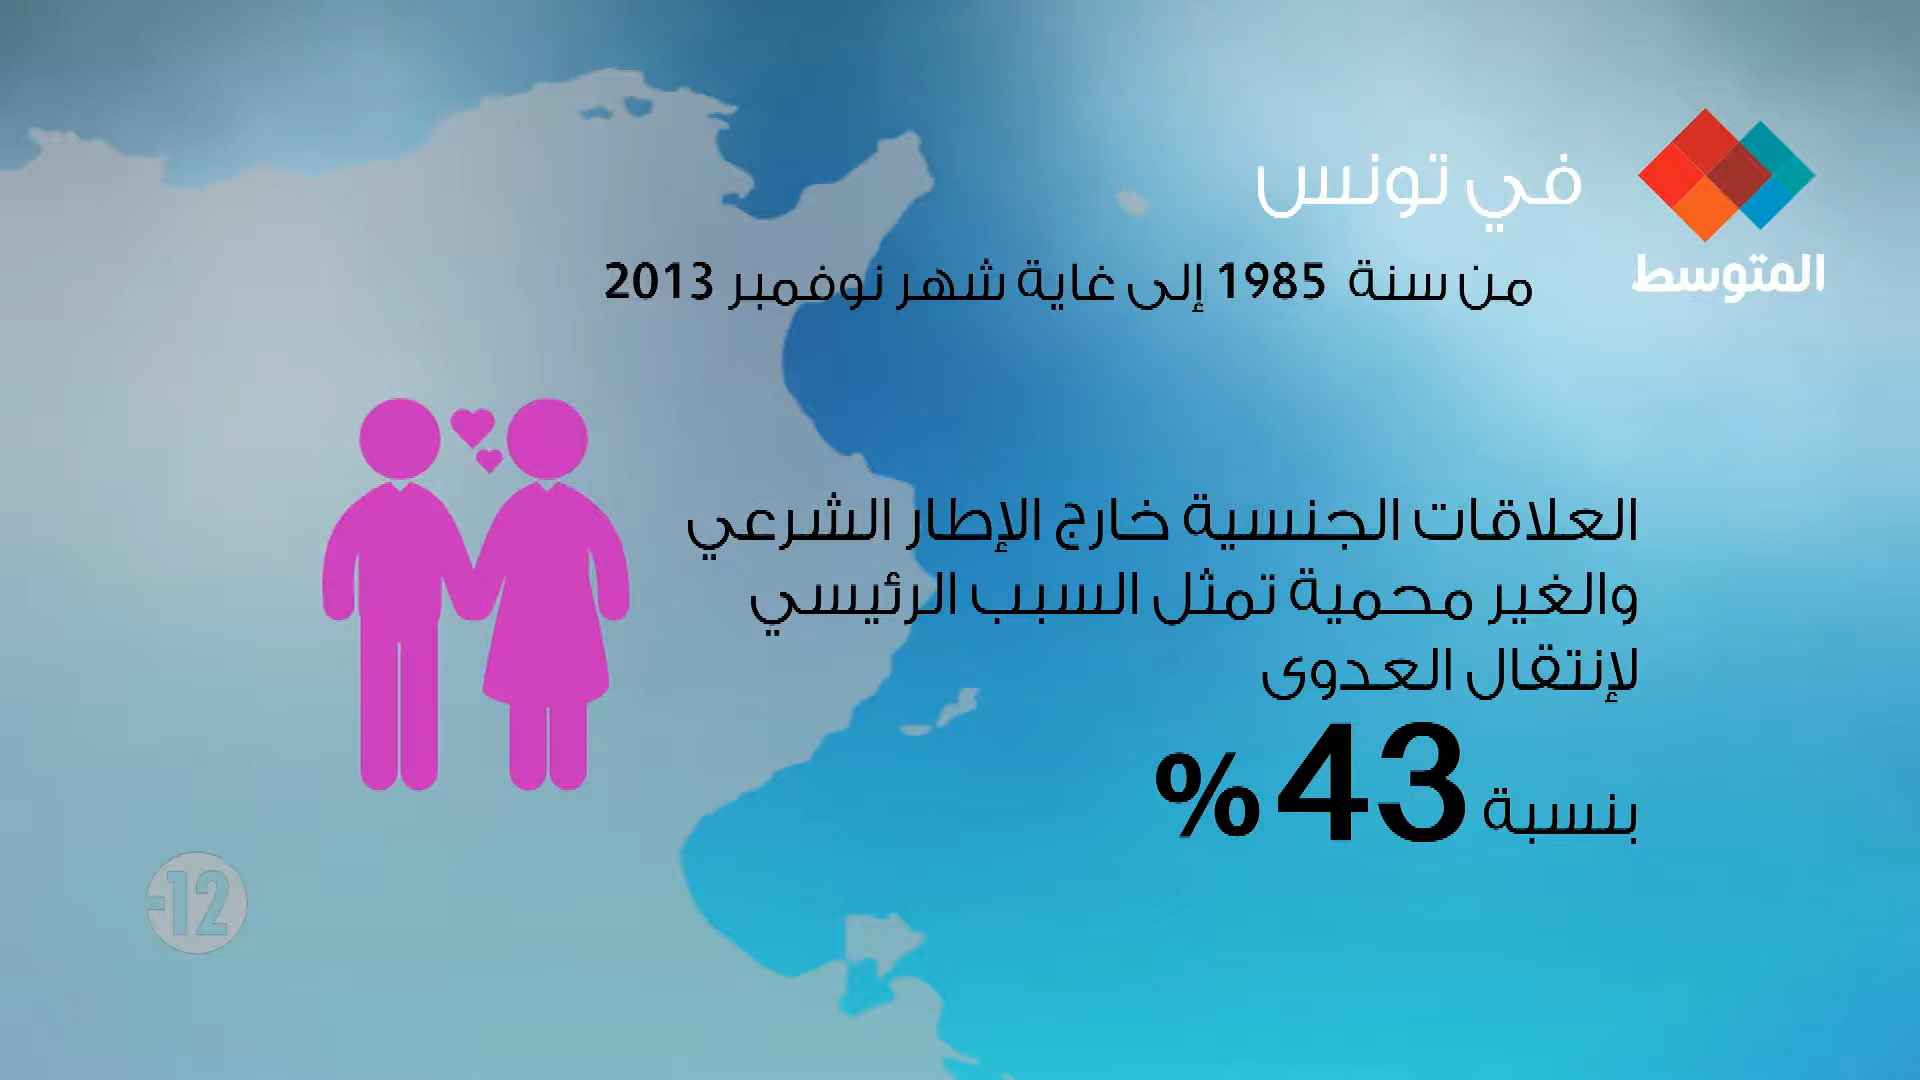 في تونس
المتوسط
من سنة 1985 إلى غاية شهر نوفمبر 2013
العلاقات الجنسية خارج الإطار الشرعي
والغير محمية تمثل السبب الرئيسي
لإنتقال العدوى
بنسبة 43 %
-12